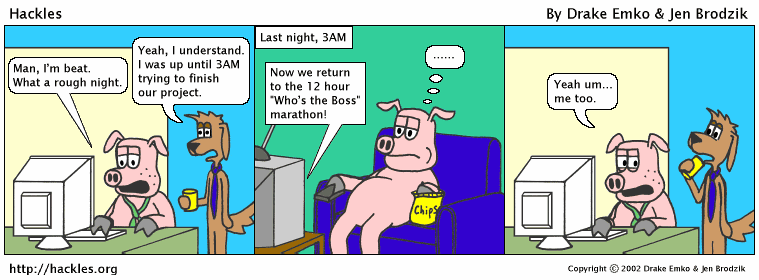 Hackles
By Drake Emko & Jen Brodzik
Man, I'm beat.
What a rough night.
Yeah, I understand.
I was up until 3AM
trying to finish
our project.
Last night, 3AM
Now we return
to the 12 hour
"Who's the Boss"
marathon!
......
Chips
Yeah um...
me too.
http://hackles.org
Copyright © 2002 Drake Emko & Jen Brodzik